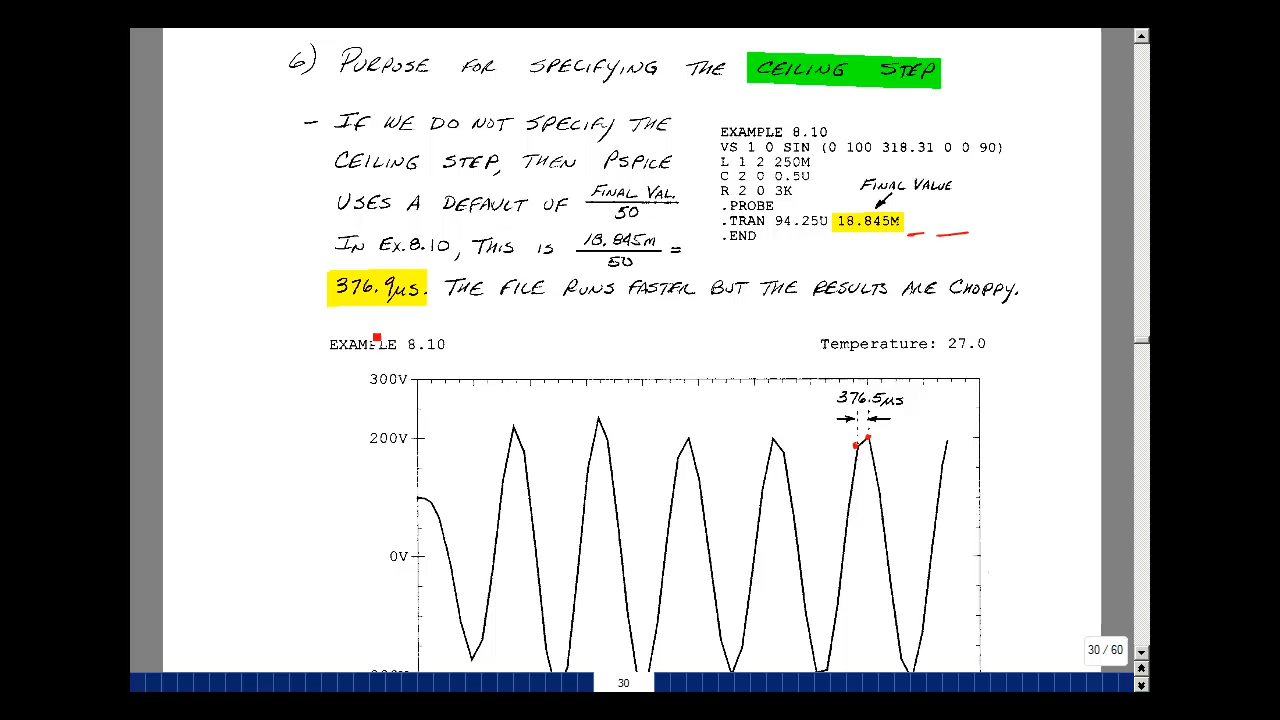 6) PURPOSE FOR SPECIFYING THE CEILING STEP
- IF WE DO NOT SPECIFY THE
CEILING STEP, THEN PSPICE
USES A DEFAULT OF FINAL VAL. / 50
IN EX.8.10, THIS IS 18.845m / 50 =
376.9µs. THE FILE RUNS FASTER BUT THE RESULTS ARE CHOPPY.
EXAMPLE 8.10
VS 1 0 SIN (0 100 318.31 0 0 90)
L 1 2 250M
C 2 0 0.5U
R 2 0 3K
FINAL VALUE
.PROBE
.TRAN 94.25U 18.845M
.END
EXAMPLE 8.10
Temperature: 27.0
300V
376.5µs
200V
0V
30 / 60
30